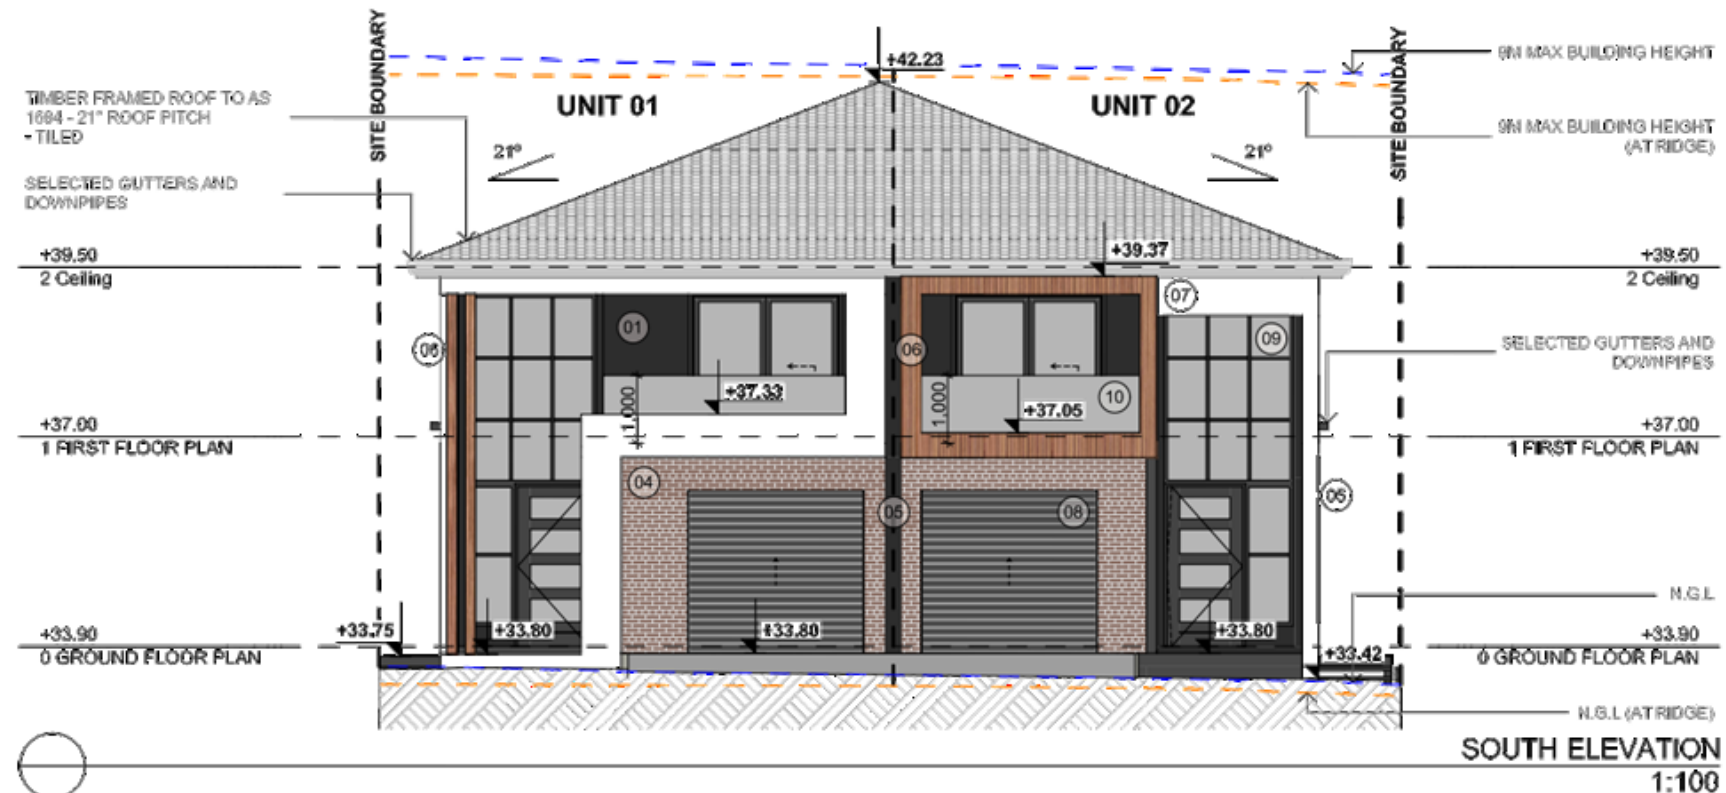 SITE BOUNDARY
+42.23
SITE BOUNDARY
9M MAX BUILDING HEIGHT
TIMBER FRAMED ROOF TO AS
1684 - 21° ROOF PITCH
- TILED
UNIT 01
UNIT 02
9M MAX BUILDING HEIGHT
(AT RIDGE)
21°
21°
SELECTED GUTTERS AND
DOWNPIPES
+39.50
2 Ceiling
+39.37
+39.50
2 Ceiling
07
01
06
06
09
SELECTED GUTTERS AND
DOWNPIPES
1,000
+37.33
1,000
+37.05
10
+37.00
1 FIRST FLOOR PLAN
+37.00
1 FIRST FLOOR PLAN
04
05
08
N.G.L
+33.75
+33.80
+33.80
+33.80
+33.42
+33.90
0 GROUND FLOOR PLAN
+33.90
0 GROUND FLOOR PLAN
N.G.L (AT RIDGE)
SOUTH ELEVATION
1:100